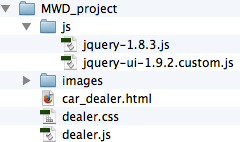 MWD_project
js
jquery-1.8.3.js
jquery-ui-1.9.2.custom.js
images
car_dealer.html
dealer.css
dealer.js